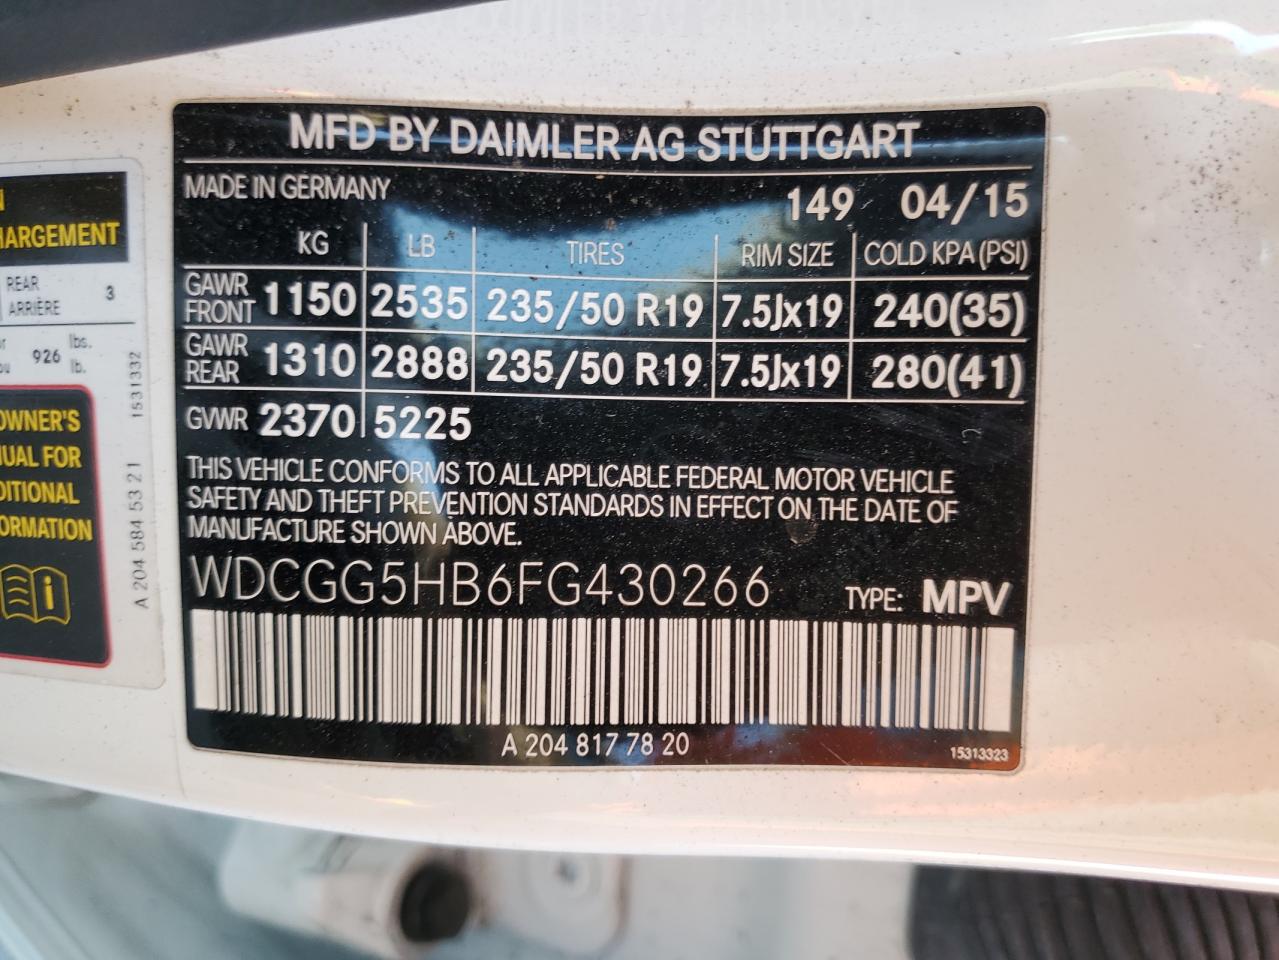 MFD BY DAIMLER AG STUTTGART
MADE IN GERMANY 149 04/15
KG LB TIRES RIM SIZE COLD KPA (PSI)
GAWR FRONT 1150 2535 235/50 R19 7.5Jx19 240(35)
GAWR REAR 1310 2888 235/50 R19 7.5Jx19 280(41)
GVWR 2370 5225
THIS VEHICLE CONFORMS TO ALL APPLICABLE FEDERAL MOTOR VEHICLE
SAFETY AND THEFT PREVENTION STANDARDS IN EFFECT ON THE DATE OF
MANUFACTURE SHOWN ABOVE.
WDCGG5HB6FG430266 TYPE: MPV
A 204 817 78 20
15313323
HARGEMENT
REAR
ARRIÈRE 3
926 lbs.
lb.
OWNER'S
UAL FOR
DITIONAL
ORMATION
A 204 584 53 21
1531332